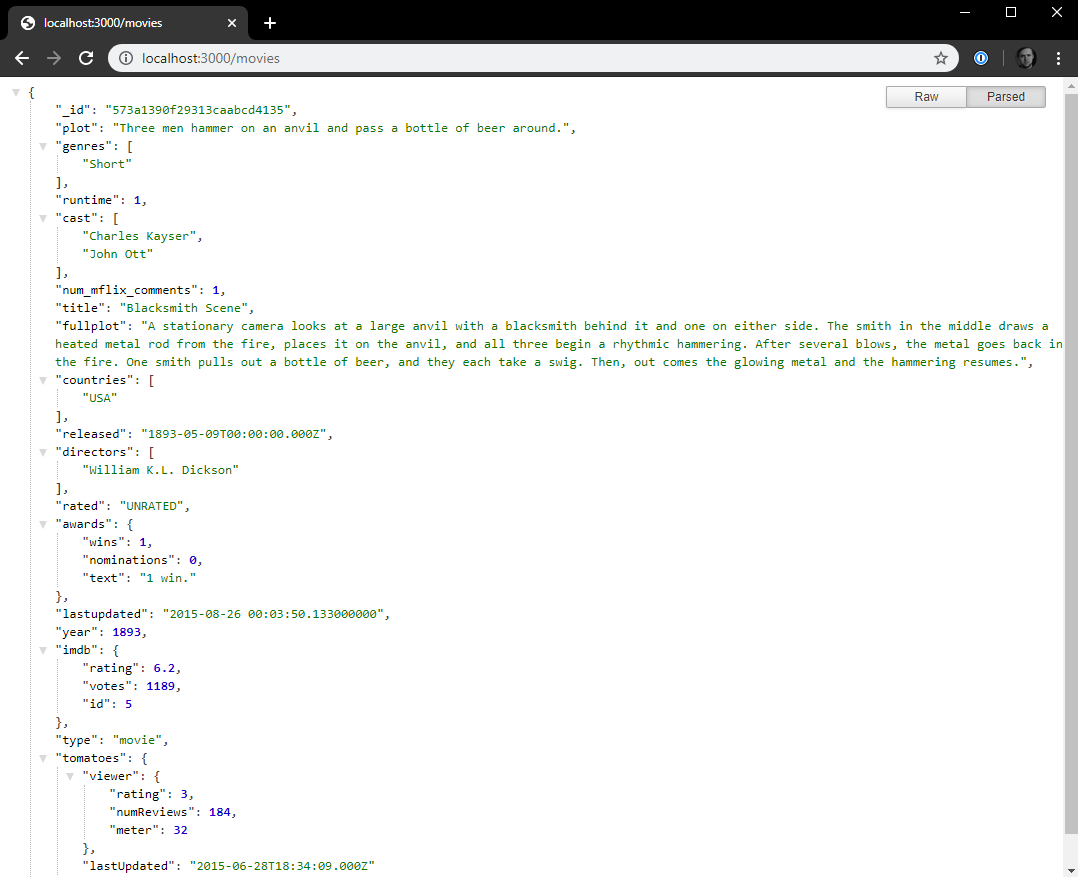 localhost:3000/movies
localhost:3000/movies
Raw Parsed
{
"_id": "573a1390f29313caabcd4135",
"plot": "Three men hammer on an anvil and pass a bottle of beer around.",
"genres": [
"Short"
],
"runtime": 1,
"cast": [
"Charles Kayser",
"John Ott"
],
"num_mflix_comments": 1,
"title": "Blacksmith Scene",
"fullplot": "A stationary camera looks at a large anvil with a blacksmith behind it and one on either side. The smith in the middle draws a
heated metal rod from the fire, places it on the anvil, and all three begin a rhythmic hammering. After several blows, the metal goes back in
the fire. One smith pulls out a bottle of beer, and they each take a swig. Then, out comes the glowing metal and the hammering resumes.",
"countries": [
"USA"
],
"released": "1893-05-09T00:00:00.000Z",
"directors": [
"William K.L. Dickson"
],
"rated": "UNRATED",
"awards": {
"wins": 1,
"nominations": 0,
"text": "1 win."
},
"lastupdated": "2015-08-26 00:03:50.133000000",
"year": 1893,
"imdb": {
"rating": 6.2,
"votes": 1189,
"id": 5
},
"type": "movie",
"tomatoes": {
"viewer": {
"rating": 3,
"numReviews": 184,
"meter": 32
},
"lastUpdated": "2015-06-28T18:34:09.000Z"